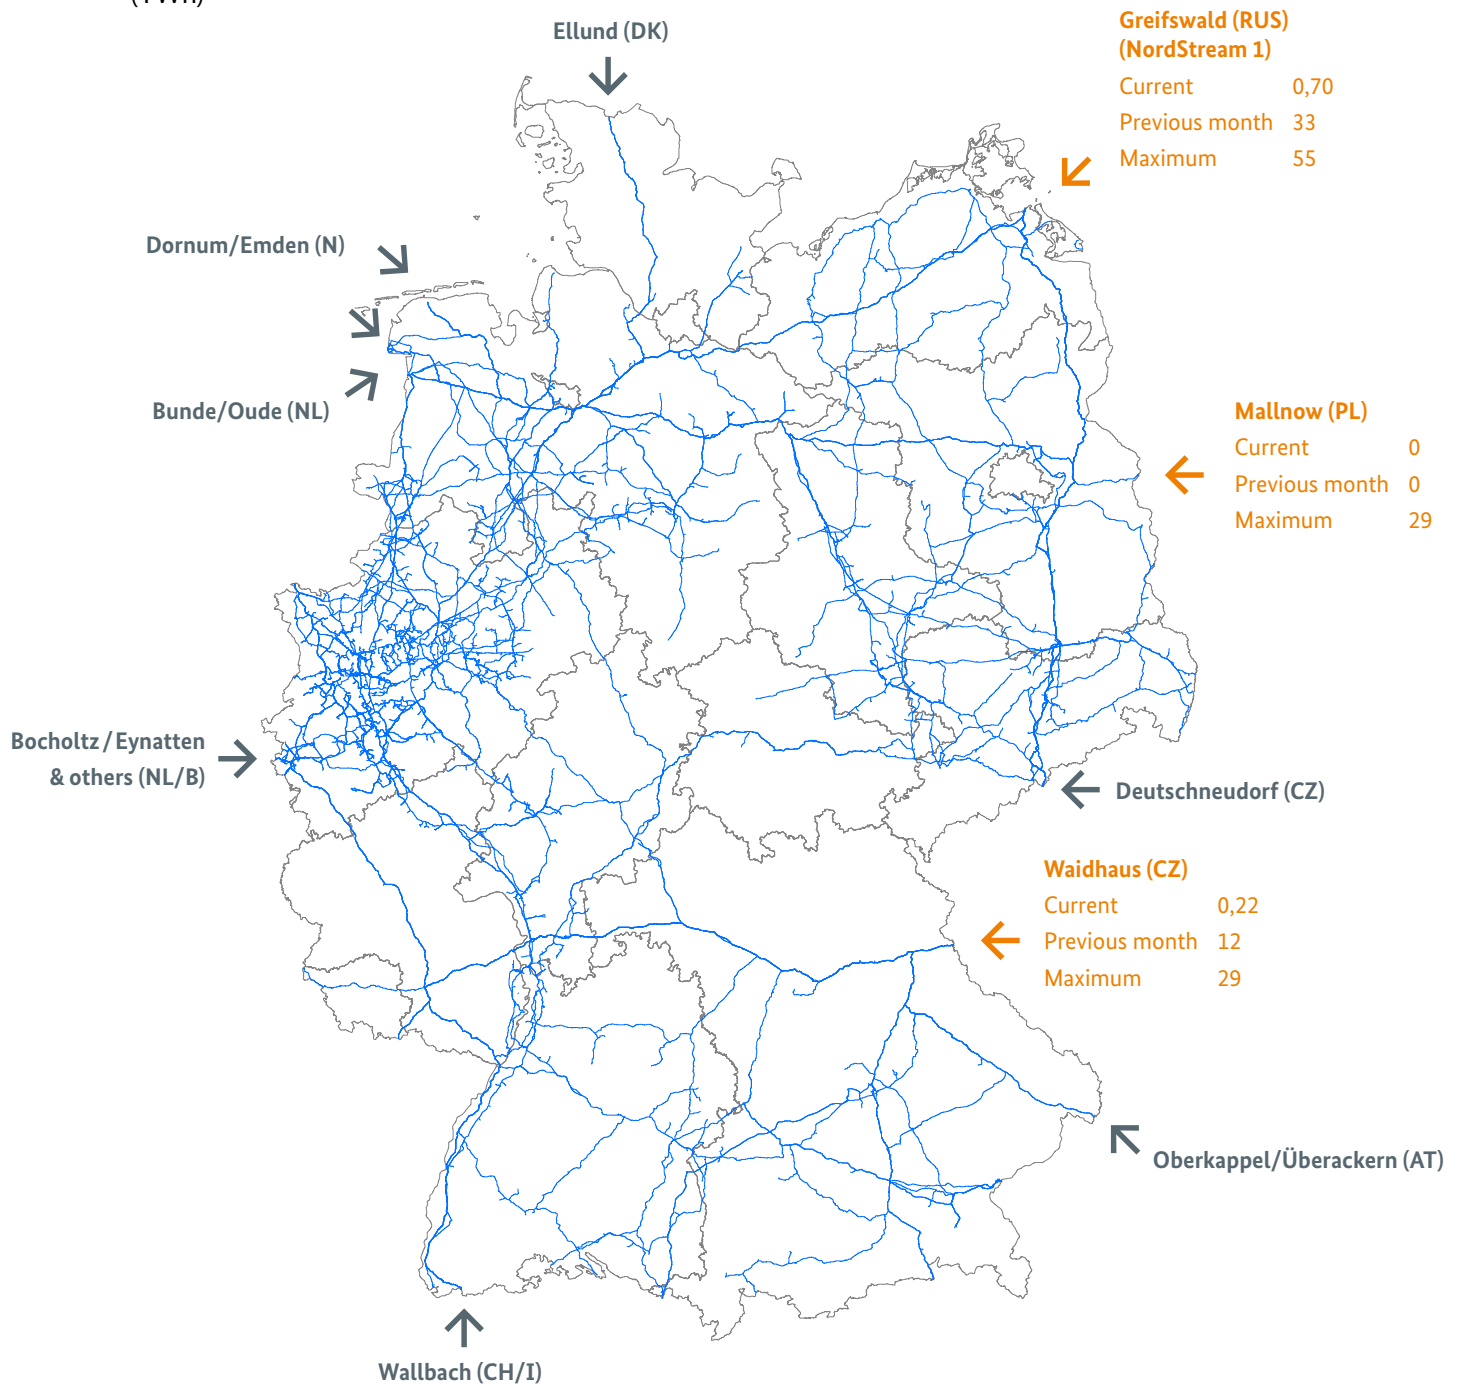 (TWh)
Ellund (DK)
Greifswald (RUS)
(NordStream 1)
Current 0,70
Previous month 33
Maximum 55
Dornum/Emden (N)
Bunde/Oude (NL)
Mallnow (PL)
Current 0
Previous month 0
Maximum 29
Bocholtz / Eynatten
& others (NL/B)
Deutschneudorf (CZ)
Waidhaus (CZ)
Current 0,22
Previous month 12
Maximum 29
Oberkappel/Überackern (AT)
Wallbach (CH/I)